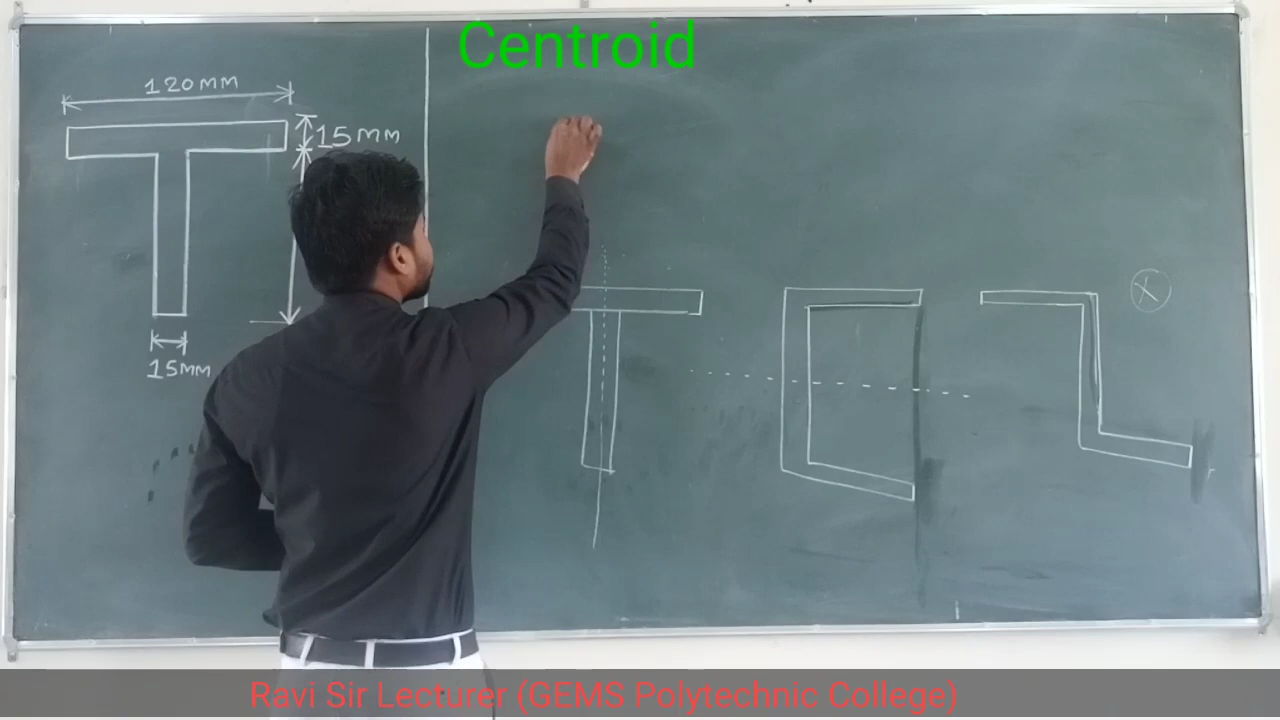 Centroid
120MM
15MM
15MM
X
Ravi Sir Lecturer (GEMS Polytechnic College)